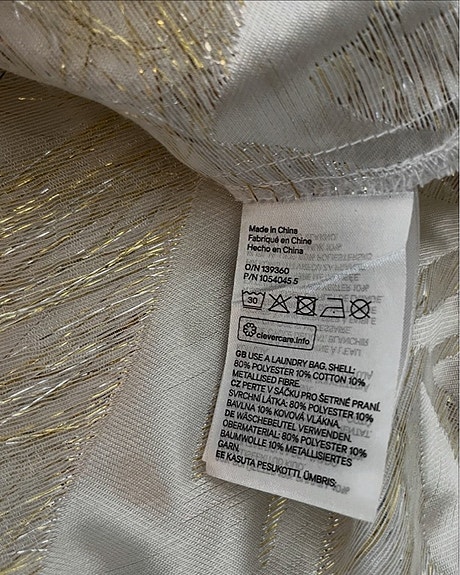 Made in China
Fabriqué en Chine
Hecho en China
O/N 139360
P/N 1054045 5
30
clevercare.info
GB USE A LAUNDRY BAG. SHELL:
80% POLYESTER 10% COTTON 10%
METALLISED FIBRE.
CZ PERTE V SÁČKU PRO ŠETRNÉ PRANÍ.
SVRCHNÍ LÁTKA: 80% POLYESTER 10%
BAVLNA 10% KOVOVÁ VLÁKNA.
DE WÄSCHEBEUTEL VERWENDEN.
OBERMATERIAL: 80% POLYESTER 10%
BAUMWOLLE 10% METALLISIERTES
GARN.
EE KASUTA PESUKOTTI. ÜMBRIS: